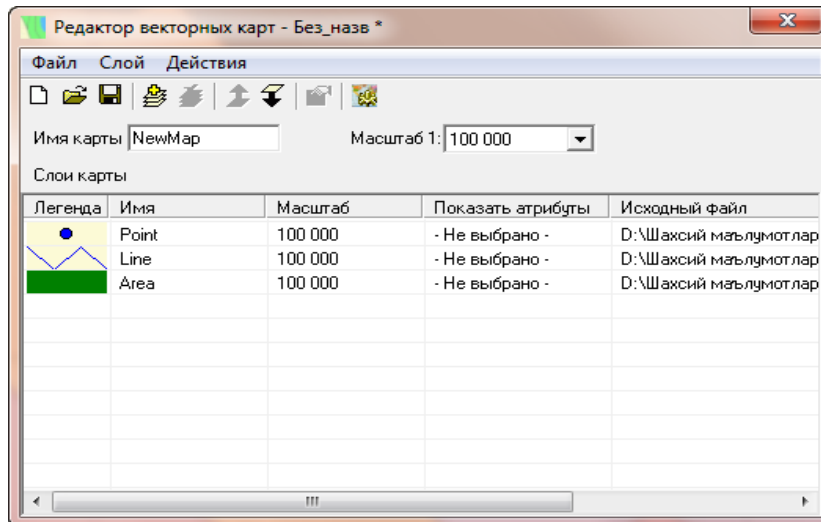 Редактор векторных карт - Без_назв *
Файл Слой Действия
Имя карты NewMap Масштаб 1: 100 000
Слои карты
Легенда Имя Масштаб Показать атрибуты Исходный файл
Point 100 000 - Не выбрано - D:\Шахсий маълумотлар
Line 100 000 - Не выбрано - D:\Шахсий маълумотлар
Area 100 000 - Не выбрано - D:\Шахсий маълумотлар